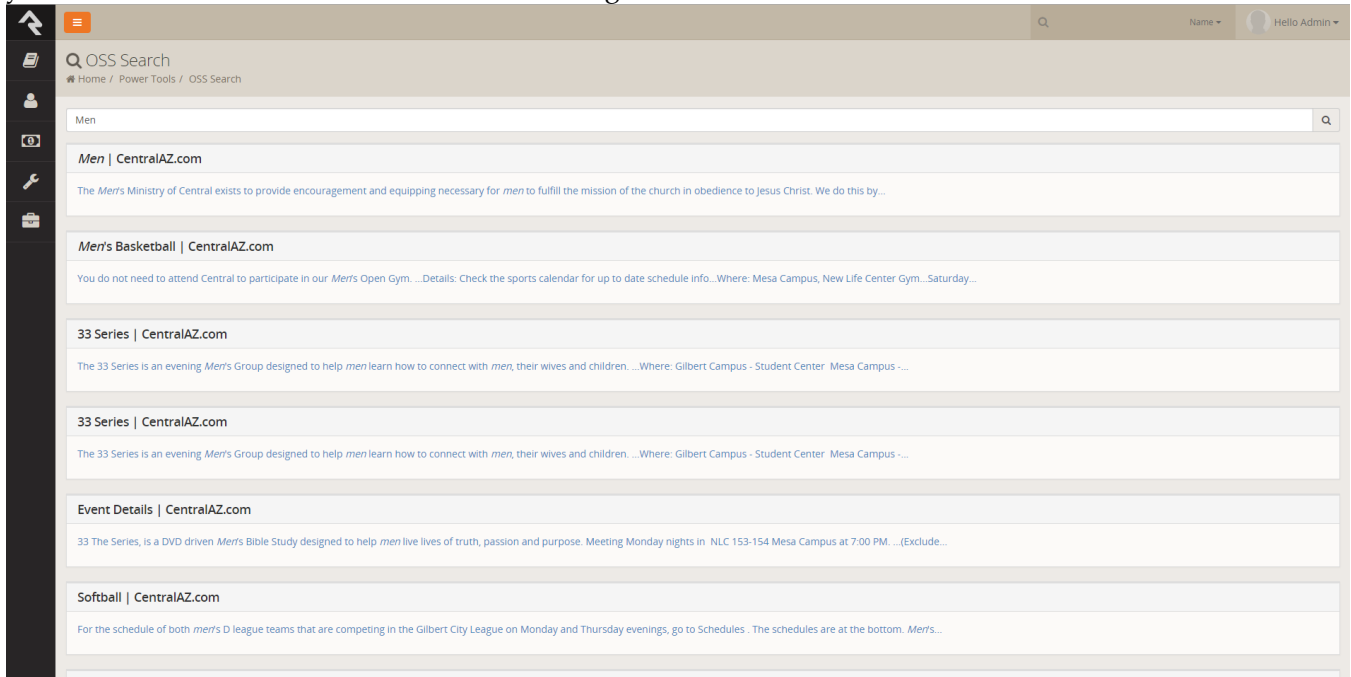 Name
Hello Admin
OSS Search
Home / Power Tools / OSS Search
Men
Men | CentralAZ.com
The Men's Ministry of Central exists to provide encouragement and equipping necessary for men to fulfill the mission of the church in obedience to Jesus Christ. We do this by...
Men's Basketball | CentralAZ.com
You do not need to attend Central to participate in our Men's Open Gym. ...Details: Check the sports calendar for up to date schedule info...Where: Mesa Campus, New Life Center Gym...Saturday...
33 Series | CentralAZ.com
The 33 Series is an evening Men's Group designed to help men learn how to connect with men, their wives and children. ...Where: Gilbert Campus - Student Center Mesa Campus -...
33 Series | CentralAZ.com
The 33 Series is an evening Men's Group designed to help men learn how to connect with men, their wives and children. ...Where: Gilbert Campus - Student Center Mesa Campus -...
Event Details | CentralAZ.com
33 The Series, is a DVD driven Men's Bible Study designed to help men live lives of truth, passion and purpose. Meeting Monday nights in NLC 153-154 Mesa Campus at 7:00 PM. ...(Exclude...
Softball | CentralAZ.com
For the schedule of both men's D league teams that are competing in the Gilbert City League on Monday and Thursday evenings, go to Schedules . The schedules are at the bottom. Men's...